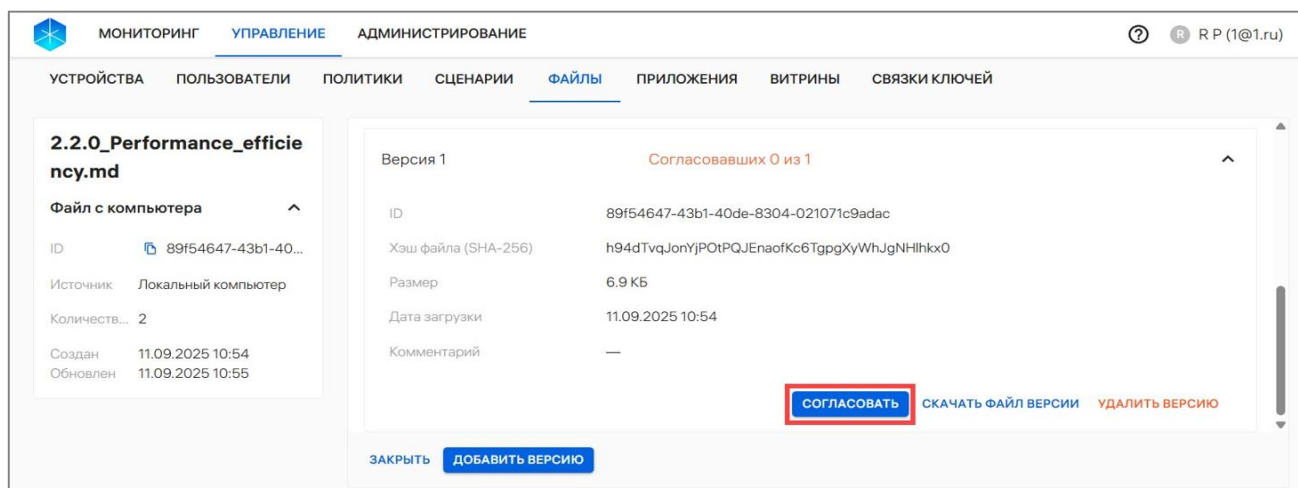 МОНИТОРИНГ УПРАВЛЕНИЕ АДМИНИСТРИРОВАНИЕ R R P (1@1.ru)
УСТРОЙСТВА ПОЛЬЗОВАТЕЛИ ПОЛИТИКИ СЦЕНАРИИ ФАЙЛЫ ПРИЛОЖЕНИЯ ВИТРИНЫ СВЯЗКИ КЛЮЧЕЙ
2.2.0_Performance_efficie
ncy.md
Файл с компьютера
ID 89f54647-43b1-40...
Источник Локальный компьютер
Количеств... 2
Создан 11.09.2025 10:54
Обновлен 11.09.2025 10:55
Версия 1 Согласовавших 0 из 1
ID 89f54647-43b1-40de-8304-021071c9adac
Хэш файла (SHA-256) h94dTvqJonYjPOtPQJEnaofKc6TgpgXyWhJgNHlhkx0
Размер 6.9 КБ
Дата загрузки 11.09.2025 10:54
Комментарий —
СОГЛАСОВАТЬ СКАЧАТЬ ФАЙЛ ВЕРСИИ УДАЛИТЬ ВЕРСИЮ
ЗАКРЫТЬ ДОБАВИТЬ ВЕРСИЮ